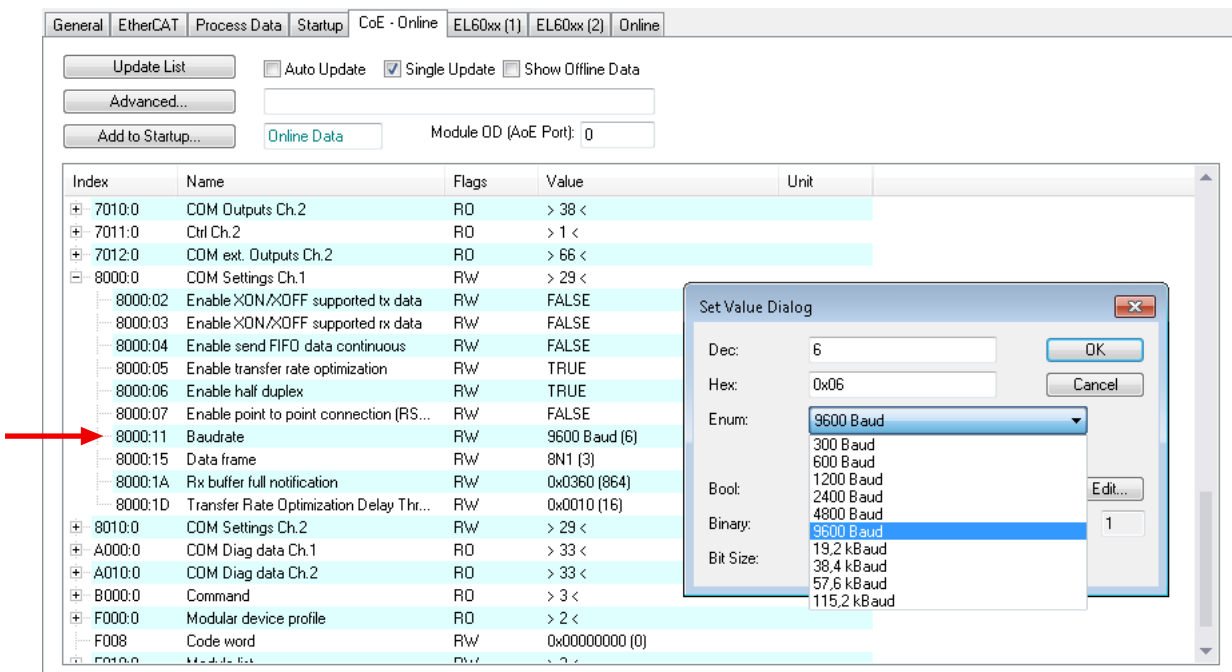 General EtherCAT Process Data Startup CoE - Online EL60xx (1) EL60xx (2) Online
Update List Auto Update Single Update Show Offline Data
Advanced...
Add to Startup... Online Data Module OD (AoE Port): 0
Index Name Flags Value Unit
7010:0 COM Outputs Ch.2 RO > 38 <
7011:0 Ctrl Ch.2 RO > 1 <
7012:0 COM ext. Outputs Ch.2 RO > 66 <
8000:0 COM Settings Ch.1 RW > 29 <
8000:02 Enable XON/XOFF supported tx data RW FALSE
8000:03 Enable XON/XOFF supported rx data RW FALSE
8000:04 Enable send FIFO data continuous RW FALSE
8000:05 Enable transfer rate optimization RW TRUE
8000:06 Enable half duplex RW TRUE
8000:07 Enable point to point connection (RS... RW FALSE
8000:11 Baudrate RW 9600 Baud (6)
8000:15 Data frame RW 8N1 (3)
8000:1A Rx buffer full notification RW 0x0360 (864)
8000:1D Transfer Rate Optimization Delay Thr... RW 0x0010 (16)
8010:0 COM Settings Ch.2 RW > 29 <
A000:0 COM Diag data Ch.1 RO > 33 <
A010:0 COM Diag data Ch.2 RO > 33 <
B000:0 Command RO > 3 <
F000:0 Modular device profile RO > 2 <
F008 Code word RW 0x00000000 (0)
Set Value Dialog
Dec: 6 OK
Hex: 0x06 Cancel
Enum: 9600 Baud
300 Baud
600 Baud
1200 Baud
2400 Baud
4800 Baud
9600 Baud
19,2 kBaud
38,4 kBaud
57,6 kBaud
115,2 kBaud
Bool: Edit...
Binary: 1
Bit Size: